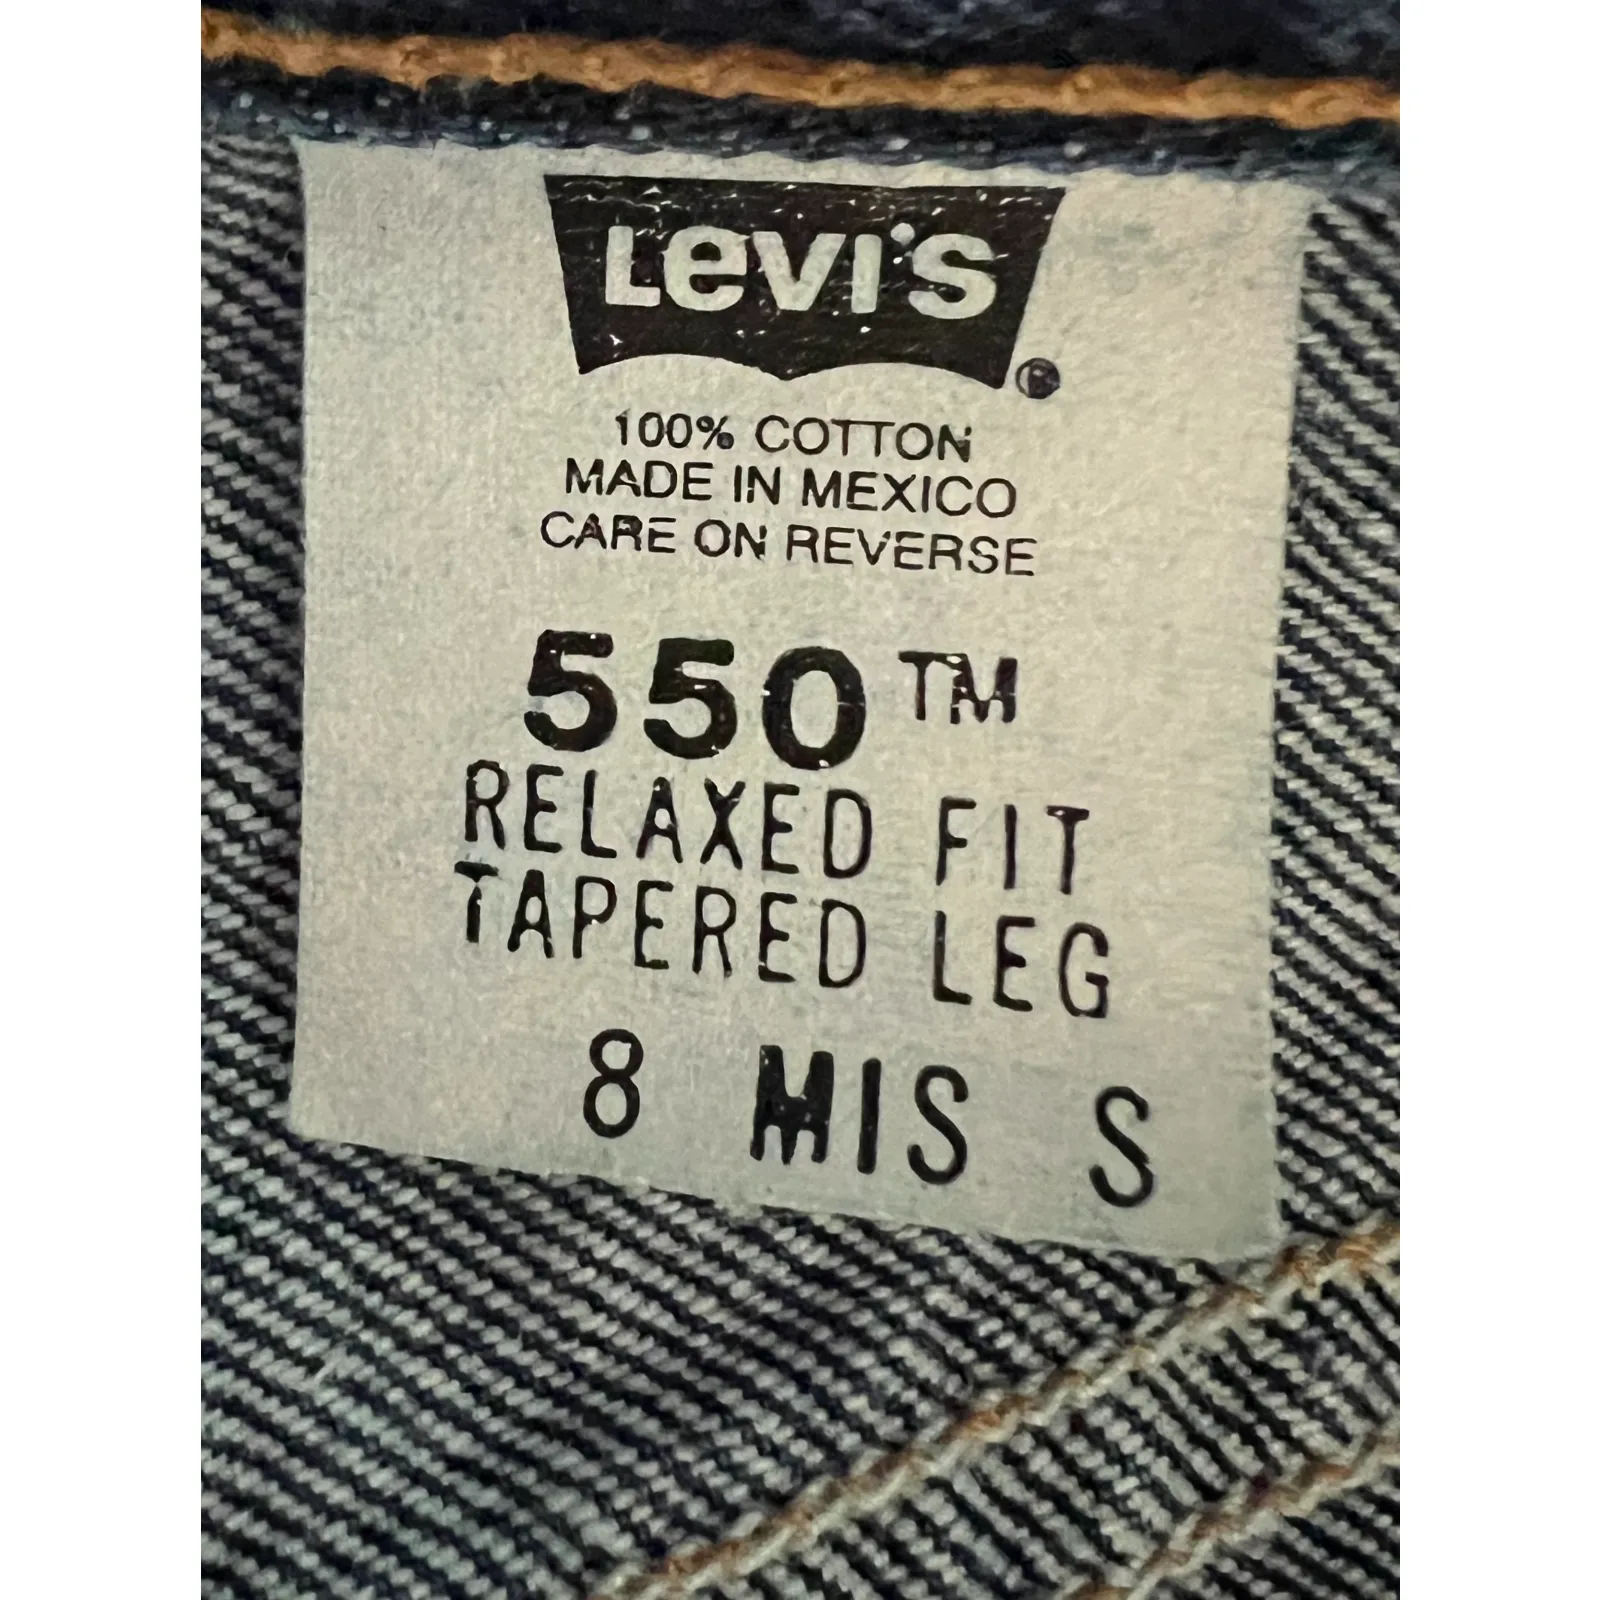 Levi's ®
100% COTTON
MADE IN MEXICO
CARE ON REVERSE
550™
RELAXED FIT
TAPERED LEG
8 MIS S